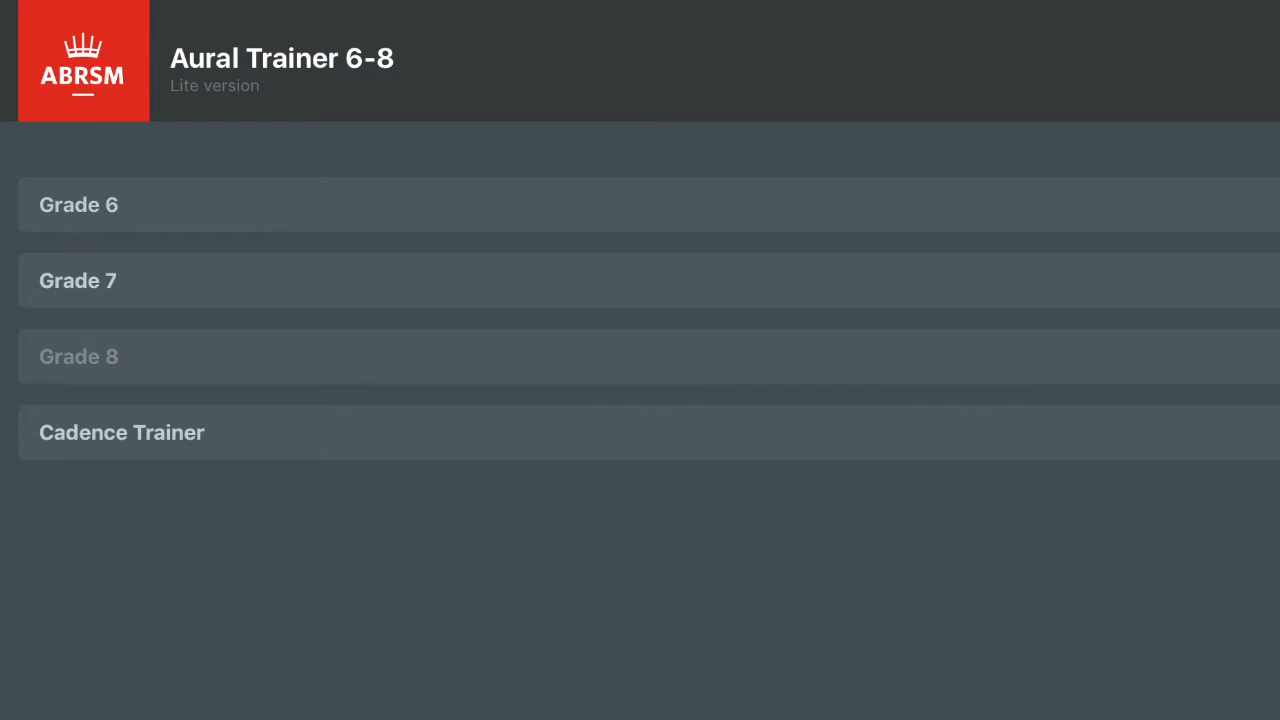 ABRSM
Aural Trainer 6-8
Lite version
Grade 6
Grade 7
Grade 8
Cadence Trainer